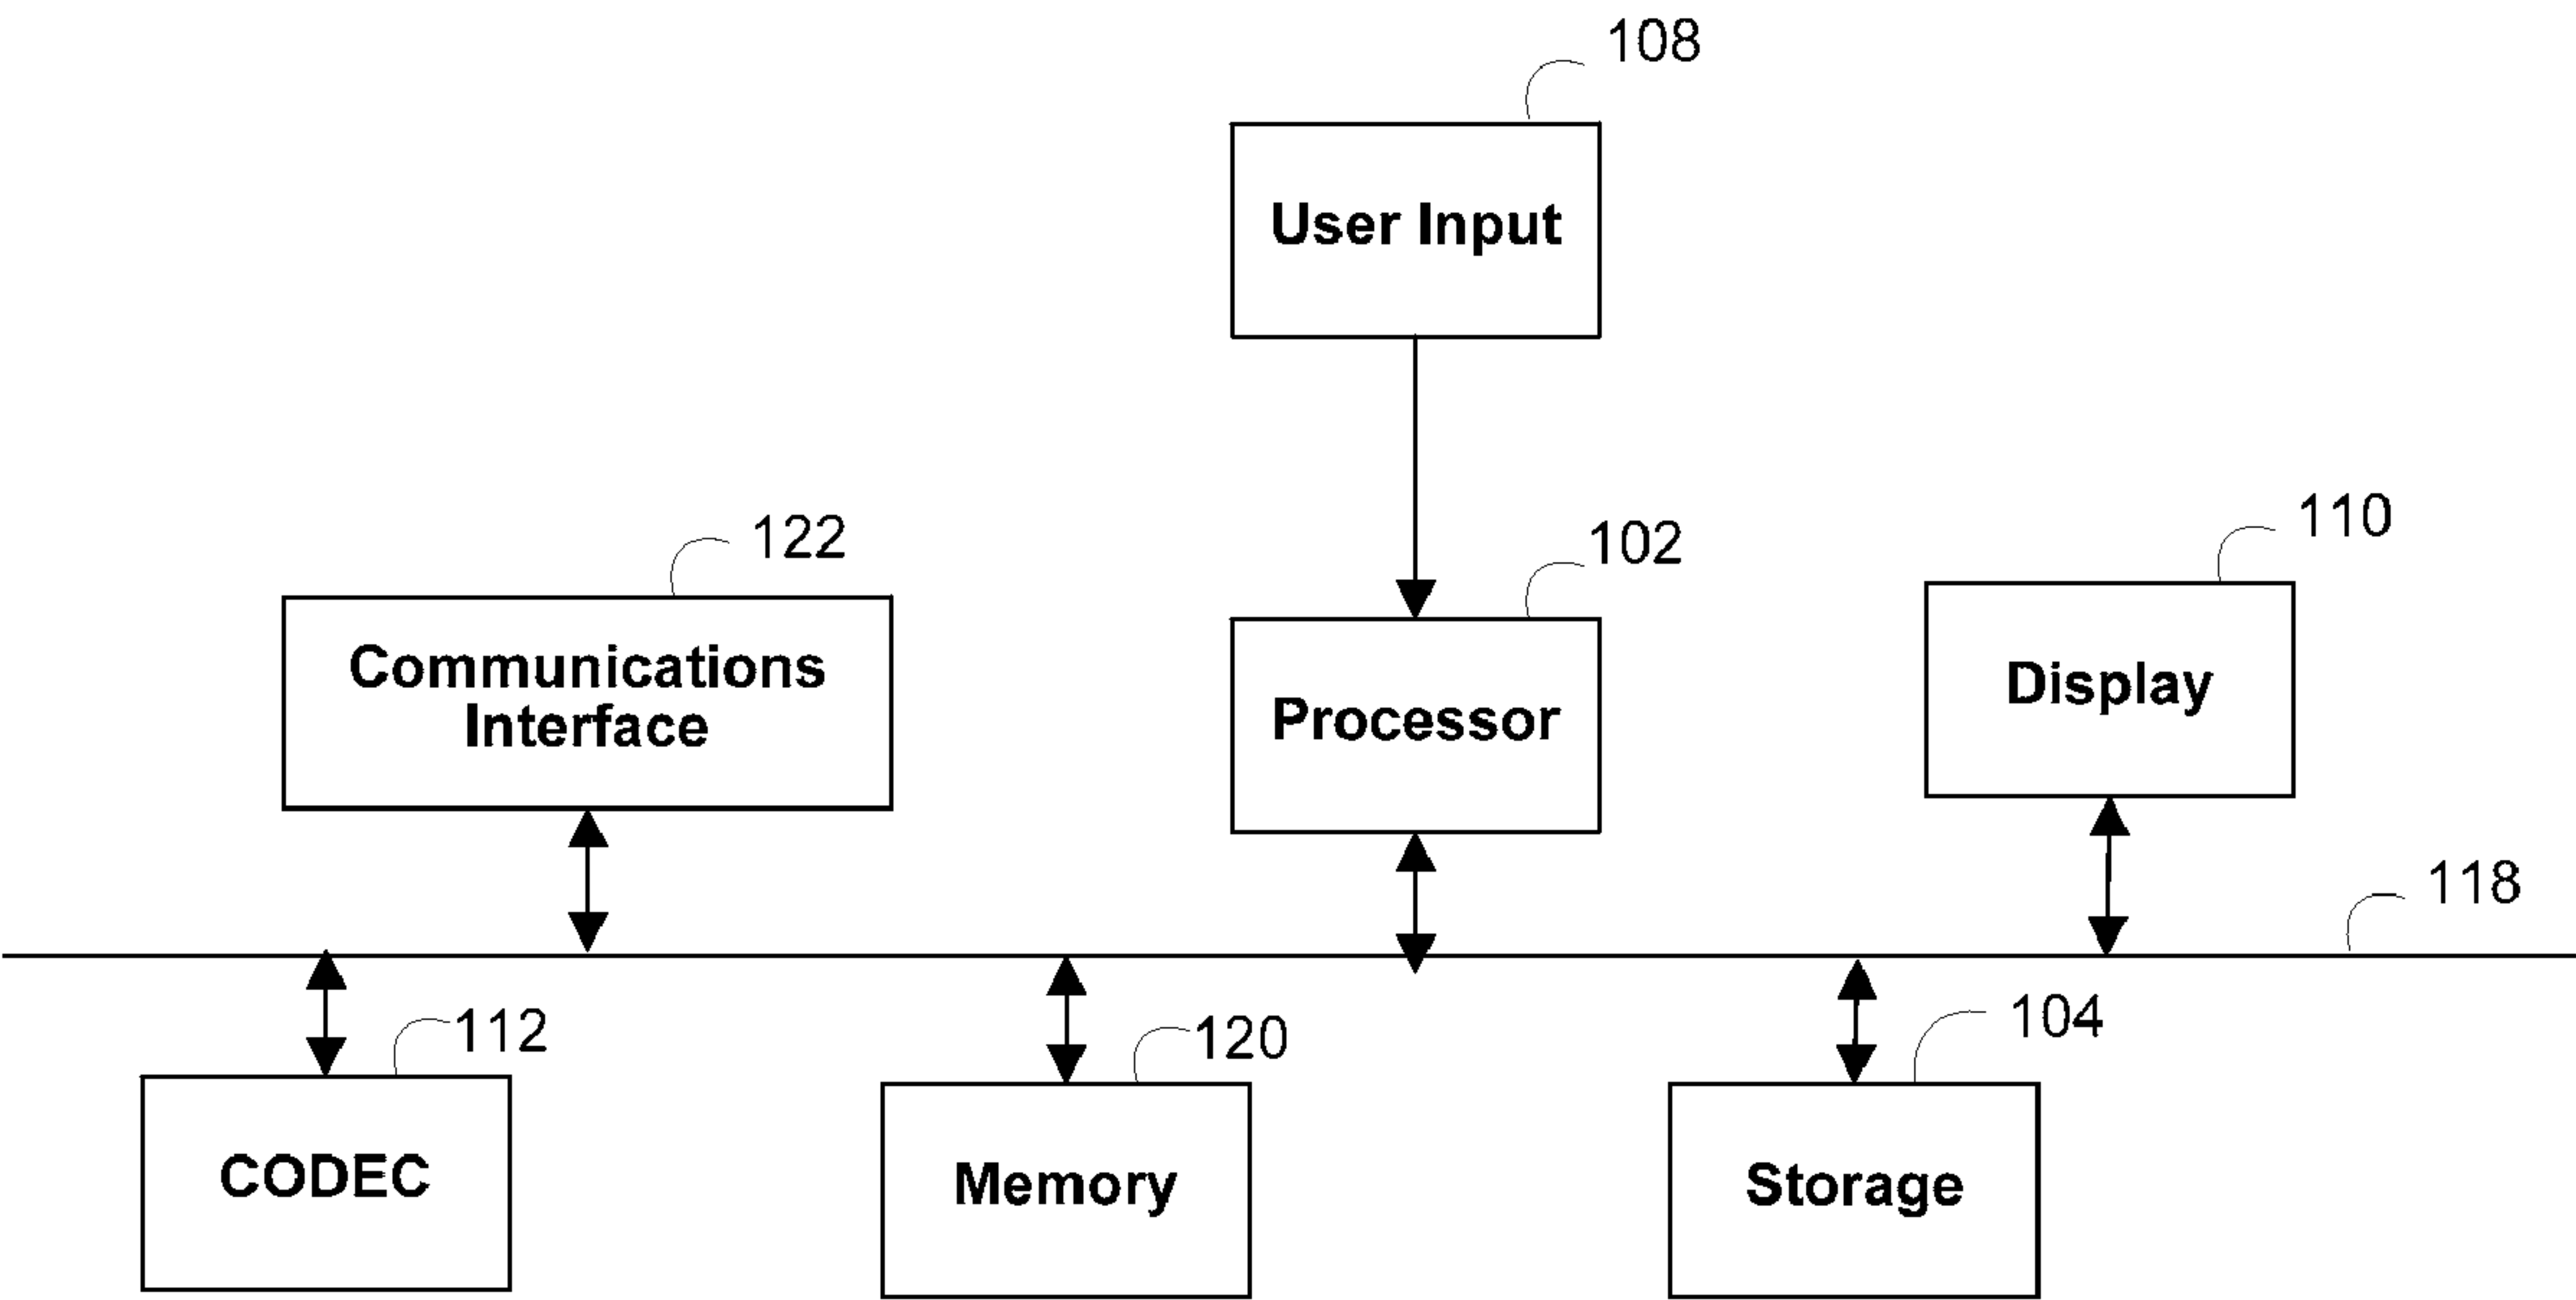 108
User Input
122
102
110
Communications
Interface
Processor
Display
118
112
120
104
CODEC
Memory
Storage